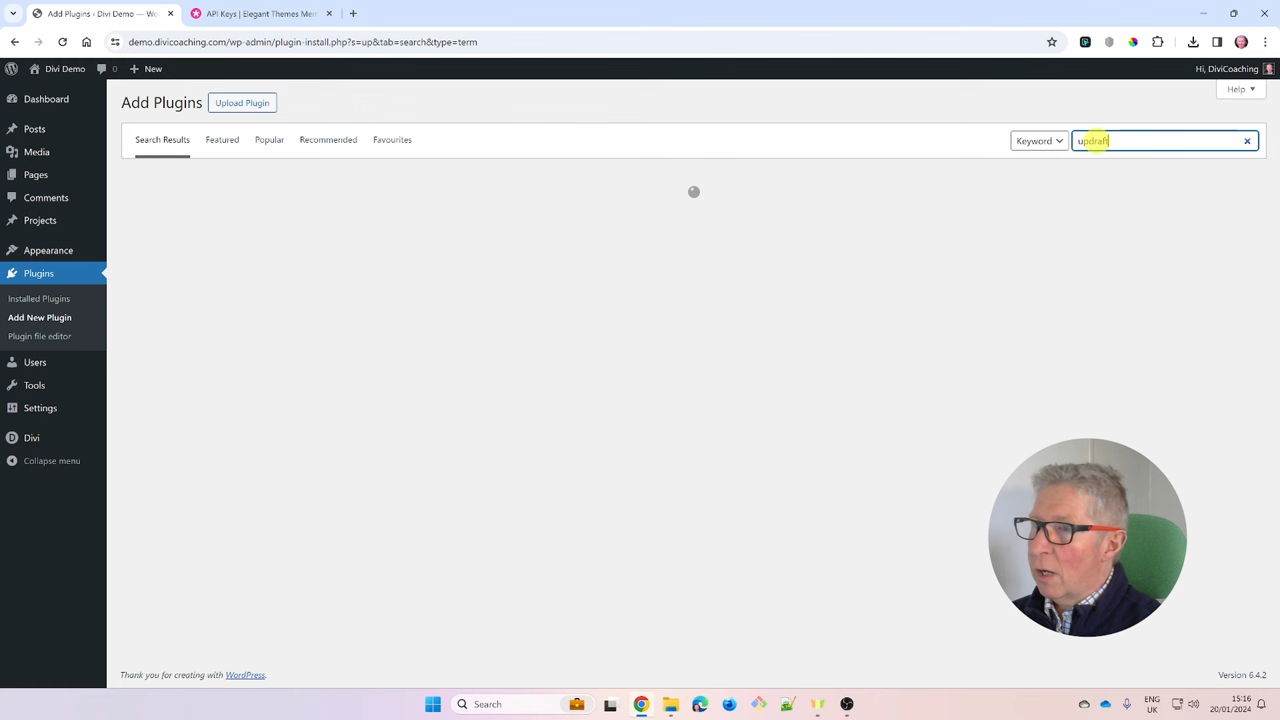 Add Plugins ‹ Divi Demo — Wo
API Keys | Elegant Themes Mem
demo.divicoaching.com/wp-admin/plugin-install.php?s=up&tab=search&type=term
Divi Demo
0
New
Hi, DiviCoaching
Dashboard
Posts
Media
Pages
Comments
Projects
Appearance
Plugins
Installed Plugins
Add New Plugin
Plugin file editor
Users
Tools
Settings
Divi
Collapse menu
Help
Add Plugins
Upload Plugin
Search Results
Featured
Popular
Recommended
Favourites
Keyword
updraft
Thank you for creating with WordPress.
Version 6.4.2
Search
ENG
UK
15:16
20/01/2024